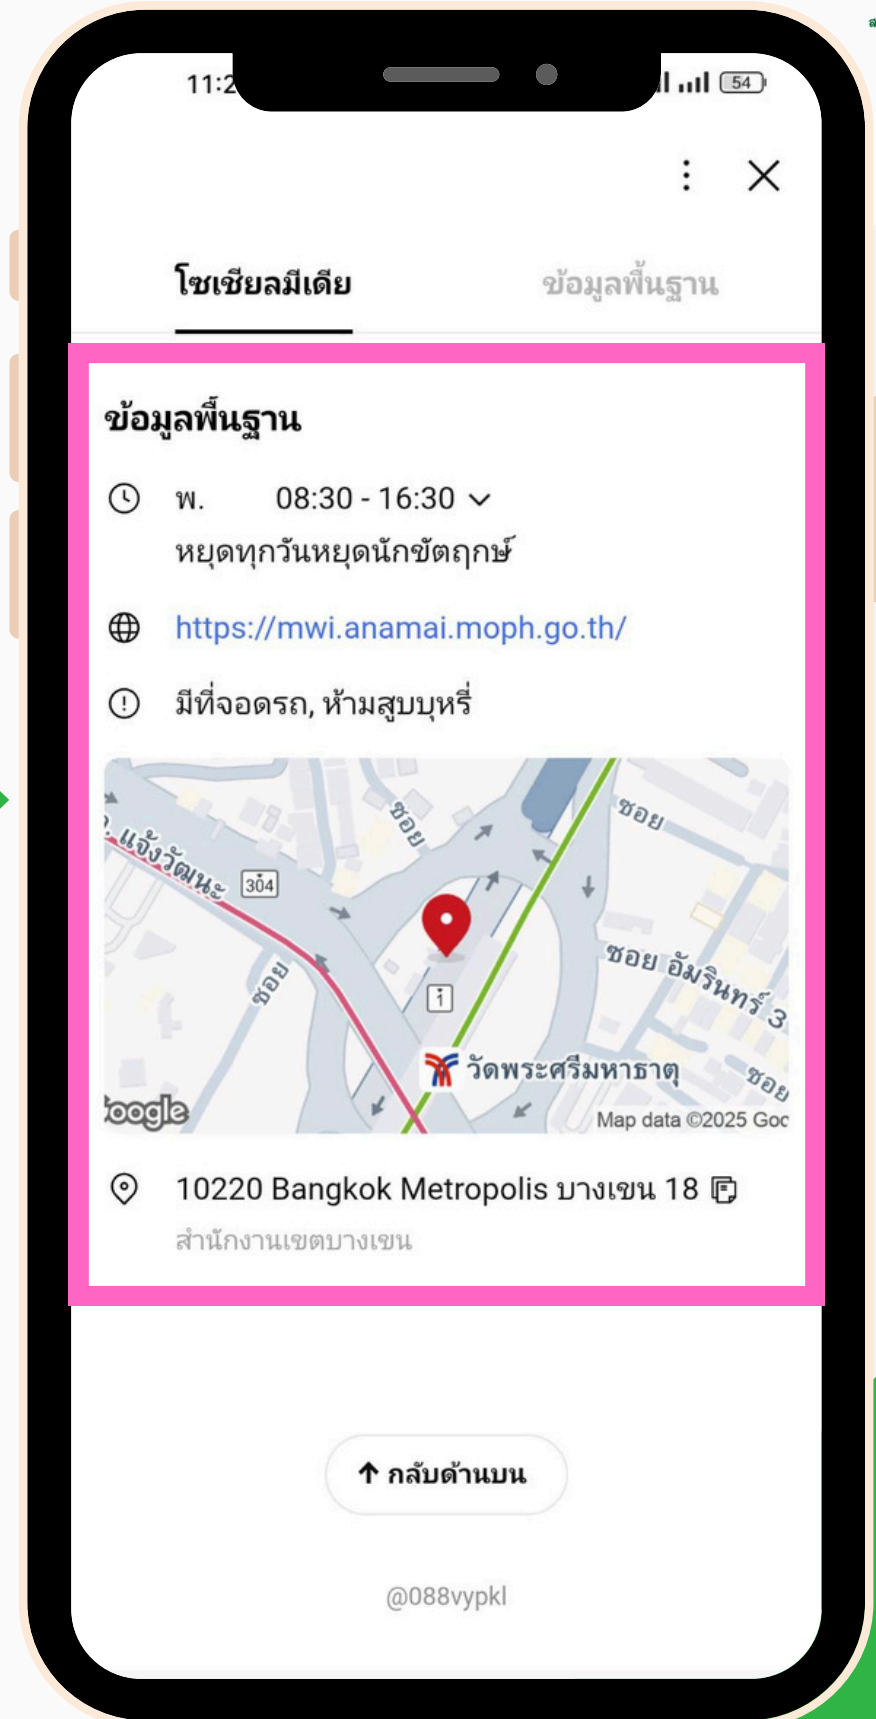 54
โซเชียลมีเดีย ข้อมูลพื้นฐาน
ข้อมูลพื้นฐาน
พ. 08:30 - 16:30
หยุดทุกวันหยุดนักขัตฤกษ์
https://mwi.anamai.moph.go.th/
มีที่จอดรถ, ห้ามสูบบุหรี่
ซอย
ซอย
แจ้งวัฒนะ
304
ซอย อัมรินทร์ 3
ซอย
1
วัดพระศรีมหาธาตุ
ซอย
Map data ©2025
10220 Bangkok Metropolis บางเขน 18
สำนักงานเขตบางเขน
↑ กลับด้านบน
@088vypkl